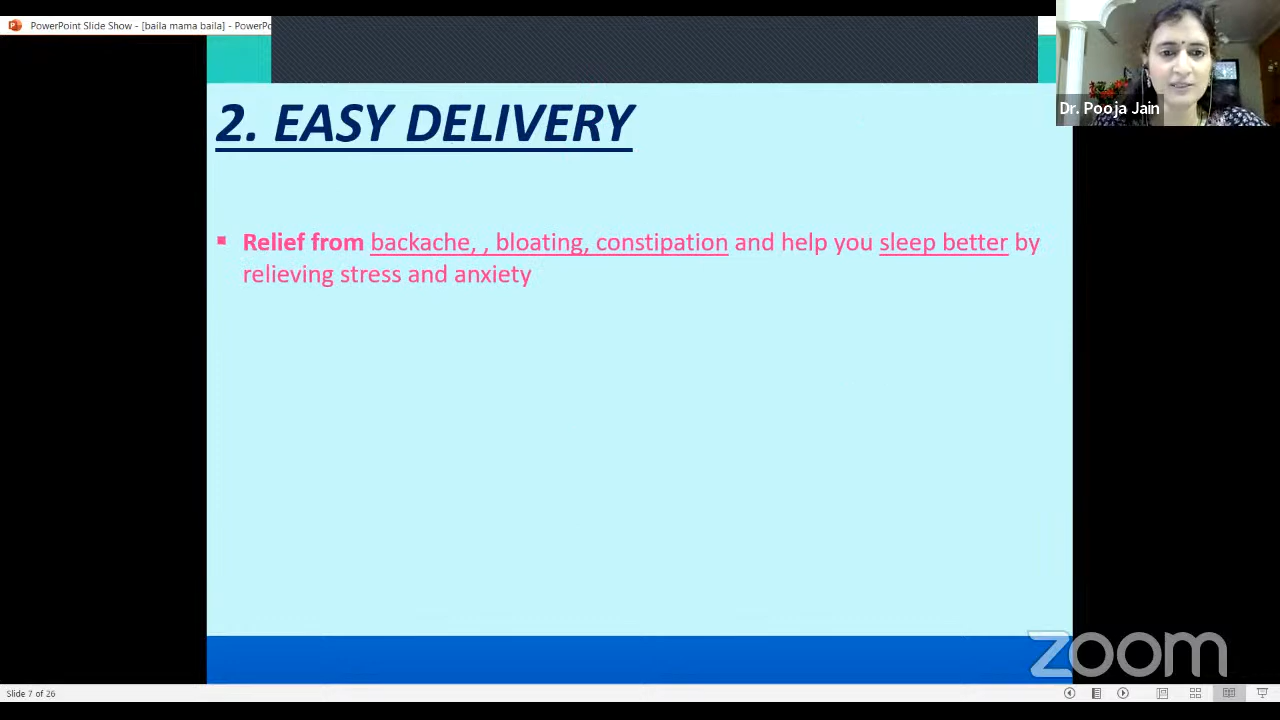 PowerPoint Slide Show - [baila mama baila] - PowerPo
Dr. Pooja Jain
2. EASY DELIVERY
Relief from backache, , bloating, constipation and help you sleep better by
relieving stress and anxiety
zoom
Slide 7 of 26